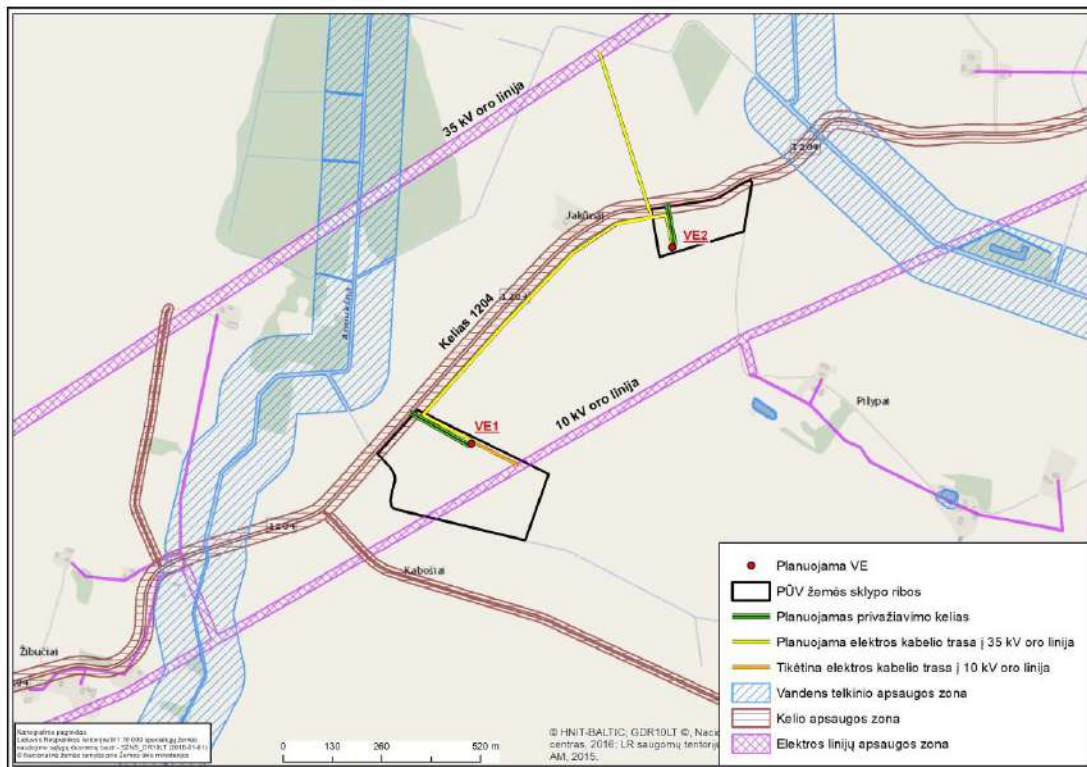 35 kV oro linija
1204
Jakūnai
VE2
1204
Kelias 1204
10 kV oro linija
Pilypai
VE1
1204
Kaboštai
Žibučiai
Planuojama VE
PŪV žemės sklypo ribos
Planuojamas privažiavimo kelias
Planuojama elektros kabelio trasa į 35 kV oro linija
Tikėtina elektros kabelio trasa į 10 kV oro linija
Vandens telkinio apsaugos zona
Kelio apsaugos zona
Elektros linijų apsaugos zona
0 130 260 520 m
© HNIT-BALTIC; GDR10LT ©,
centras, 2016; LR saugomų
AM, 2015.